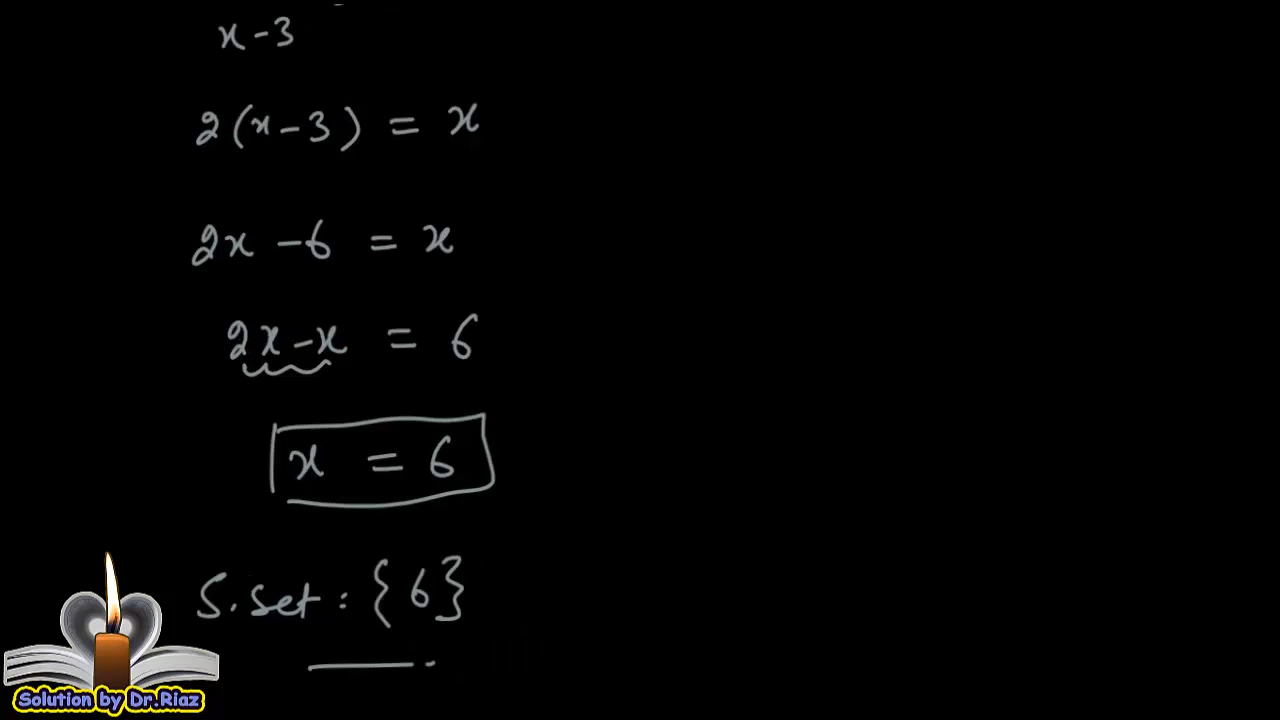 x - 3
2(x - 3) = x
2x - 6 = x
2x - x = 6
x = 6
S. Set : {6}
Solution by Dr.Riaz